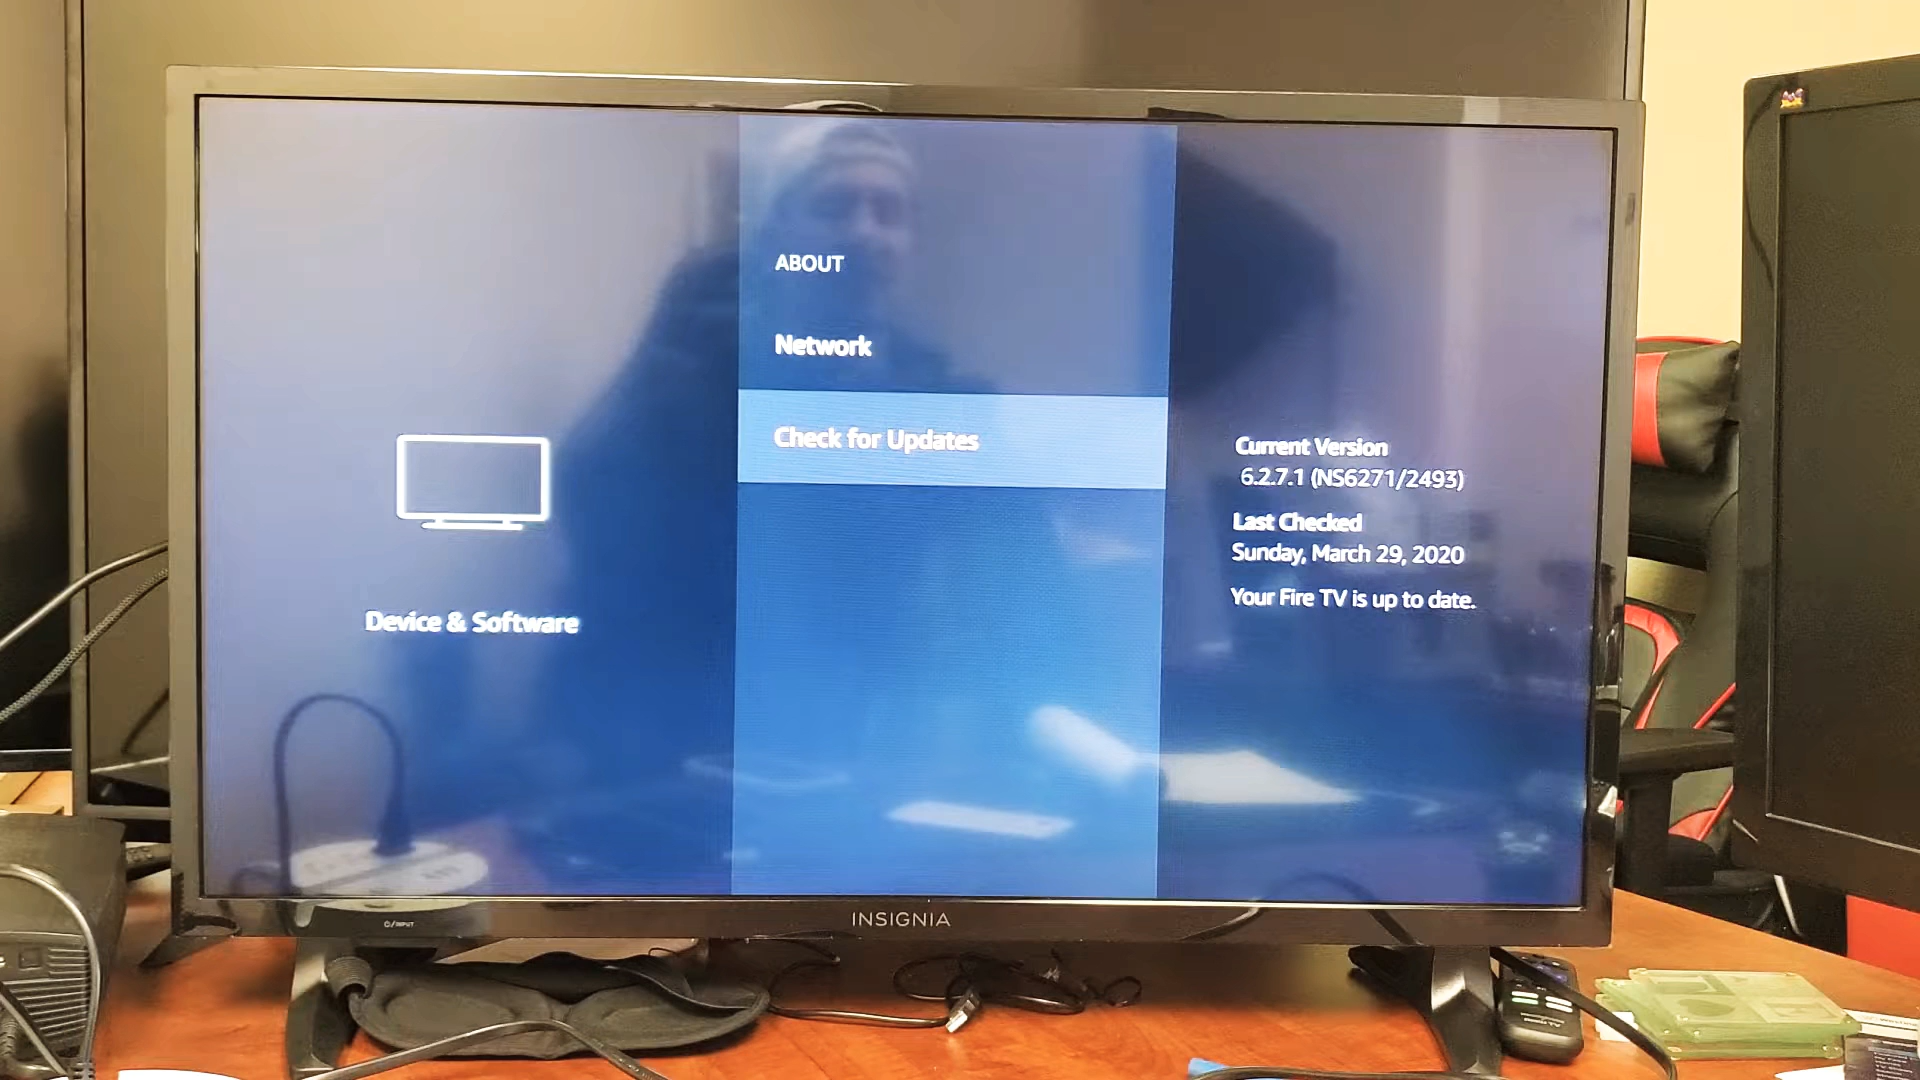 ABOUT
Network
Check for Updates
Device & Software
Current Version
6.2.7.1 (NS6271/2493)
Last Checked
Sunday, March 29, 2020
Your Fire TV is up to date.
INSIGNIA
/INPUT